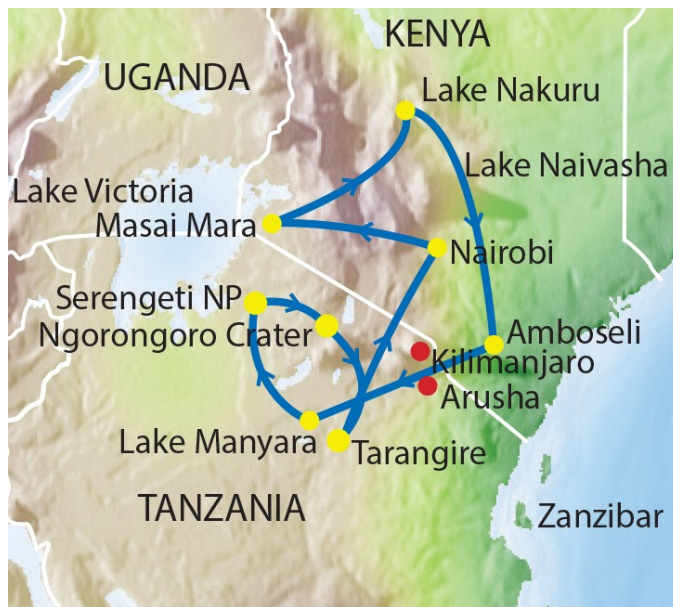 KENYA
UGANDA
Lake Nakuru
Lake Naivasha
Lake Victoria
Masai Mara
Nairobi
Serengeti NP
Ngorongoro Crater
Amboseli
Kilimanjaro
Arusha
Lake Manyara
Tarangire
TANZANIA
Zanzibar